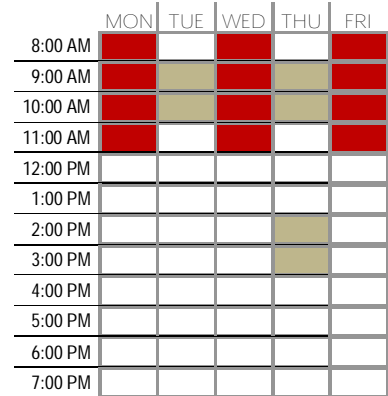 MON TUE WED THU FRI
8:00 AM
9:00 AM
10:00 AM
11:00 AM
12:00 PM
1:00 PM
2:00 PM
3:00 PM
4:00 PM
5:00 PM
6:00 PM
7:00 PM